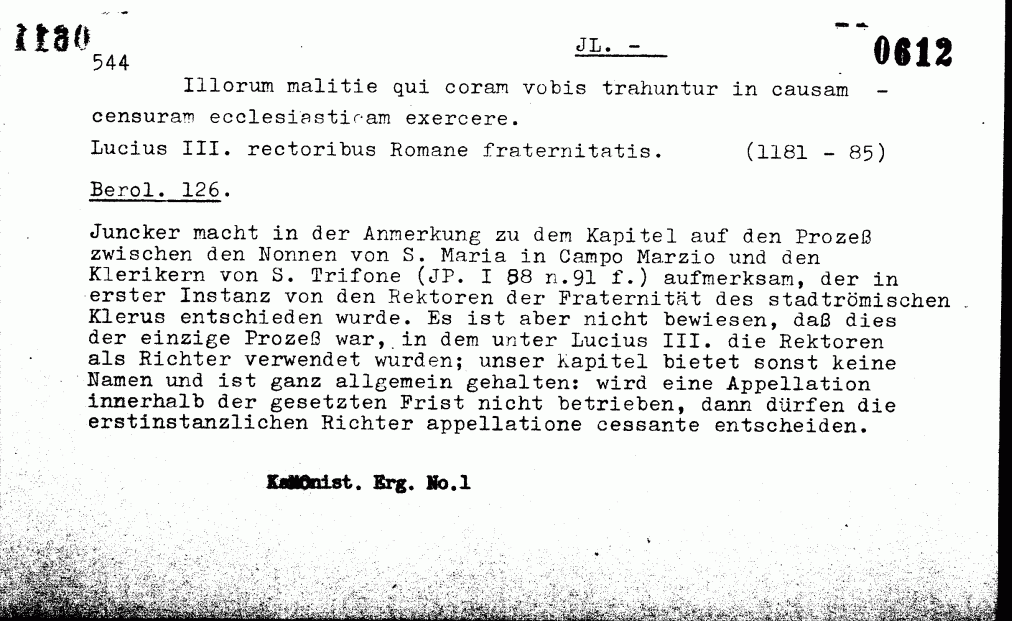 1180
JL. -
0612
544
Illorum malitie qui coram vobis trahuntur in causam -
censuram ecclesiasticam exercere.
Lucius III. rectoribus Romane fraternitatis. (1181 - 85)
Berol. 126.
Juncker macht in der Anmerkung zu dem Kapitel auf den Prozeß
zwischen den Nonnen von S. Maria in Campo Marzio und den
Klerikern von S. Trifone (JP. I 88 n.91 f.) aufmerksam, der in
erster Instanz von den Rektoren der Fraternität des stadtrömischen
Klerus entschieden wurde. Es ist aber nicht bewiesen, daß dies
der einzige Prozeß war, in dem unter Lucius III. die Rektoren
als Richter verwendet wurden; unser Kapitel bietet sonst keine
Namen und ist ganz allgemein gehalten: wird eine Appellation
innerhalb der gesetzten Frist nicht betrieben, dann dürfen die
erstinstanzlichen Richter appellatione cessante entscheiden.
Kanonist. Erg. No.1